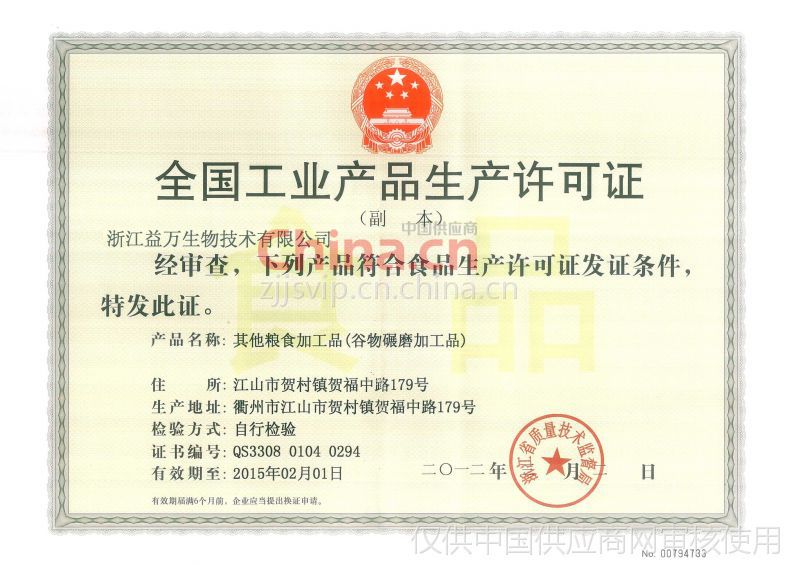 全国工业产品生产许可证
(副 本)
中国供应商
China.cn
浙江益万生物技术有限公司
经审查，下列产品符合食品生产许可证发证条件，
zjjsvip.cn.china.cn
特发此证。
食品
产品名称: 其他粮食加工品(谷物碾磨加工品)
住 所: 江山市贺村镇贺福中路179号
生产地址: 衢州市江山市贺村镇贺福中路179号
检验方式: 自行检验
证书编号: QS3308 0104 0294
有效期至: 2015年02月01日
二〇一二年 月二日
浙江省质量技术监督局
有效期届满6个月前，企业应当提出换证申请。
仅供中国供应商网审核使用
No. 00794733